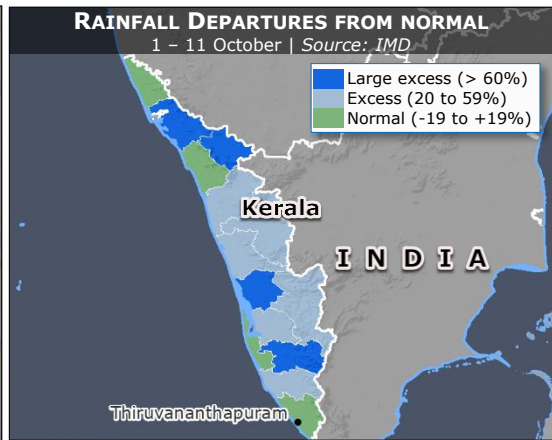 RAINFALL DEPARTURES FROM NORMAL
1 – 11 October | Source: IMD
Large excess (> 60%)
Excess (20 to 59%)
Normal (-19 to +19%)
Kerala
INDIA
Thiruvananthapuram